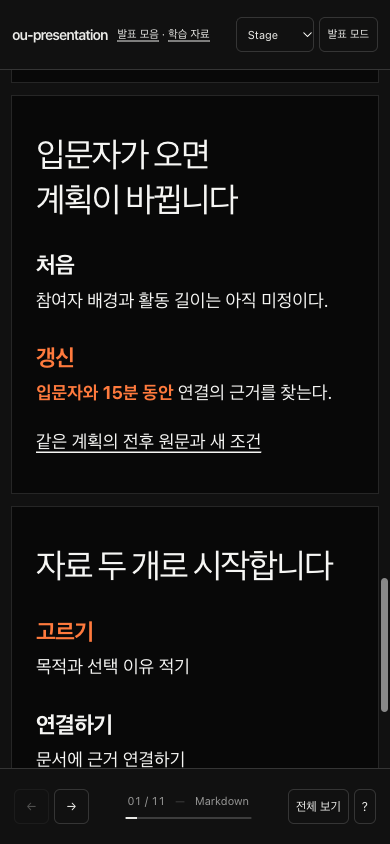 ou-presentation 발표 모음 · 학습 자료 Stage 발표 모드
입문자가 오면
계획이 바뀝니다
처음
참여자 배경과 활동 길이는 아직 미정이다.
갱신
입문자와 15분 동안 연결의 근거를 찾는다.
같은 계획의 전후 원문과 새 조건
자료 두 개로 시작합니다
고르기
목적과 선택 이유 적기
연결하기
문서에 근거 연결하기
← → 01 / 11 — Markdown 전체 보기 ?